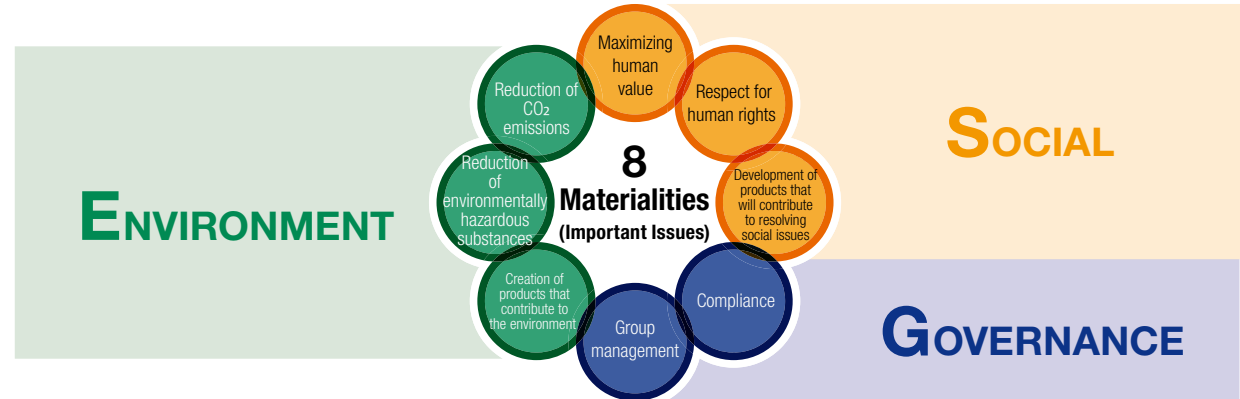 ENVIRONMENT
Reduction of
CO₂
emissions
Reduction
of
environmentally
hazardous
substances
Creation of
products that
contribute to
the environment
8
Materialities
(Important Issues)
Maximizing
human
value
Respect for
human rights
Development of
products that
will contribute
to resolving
social issues
SOCIAL
Group
management
Compliance
GOVERNANCE